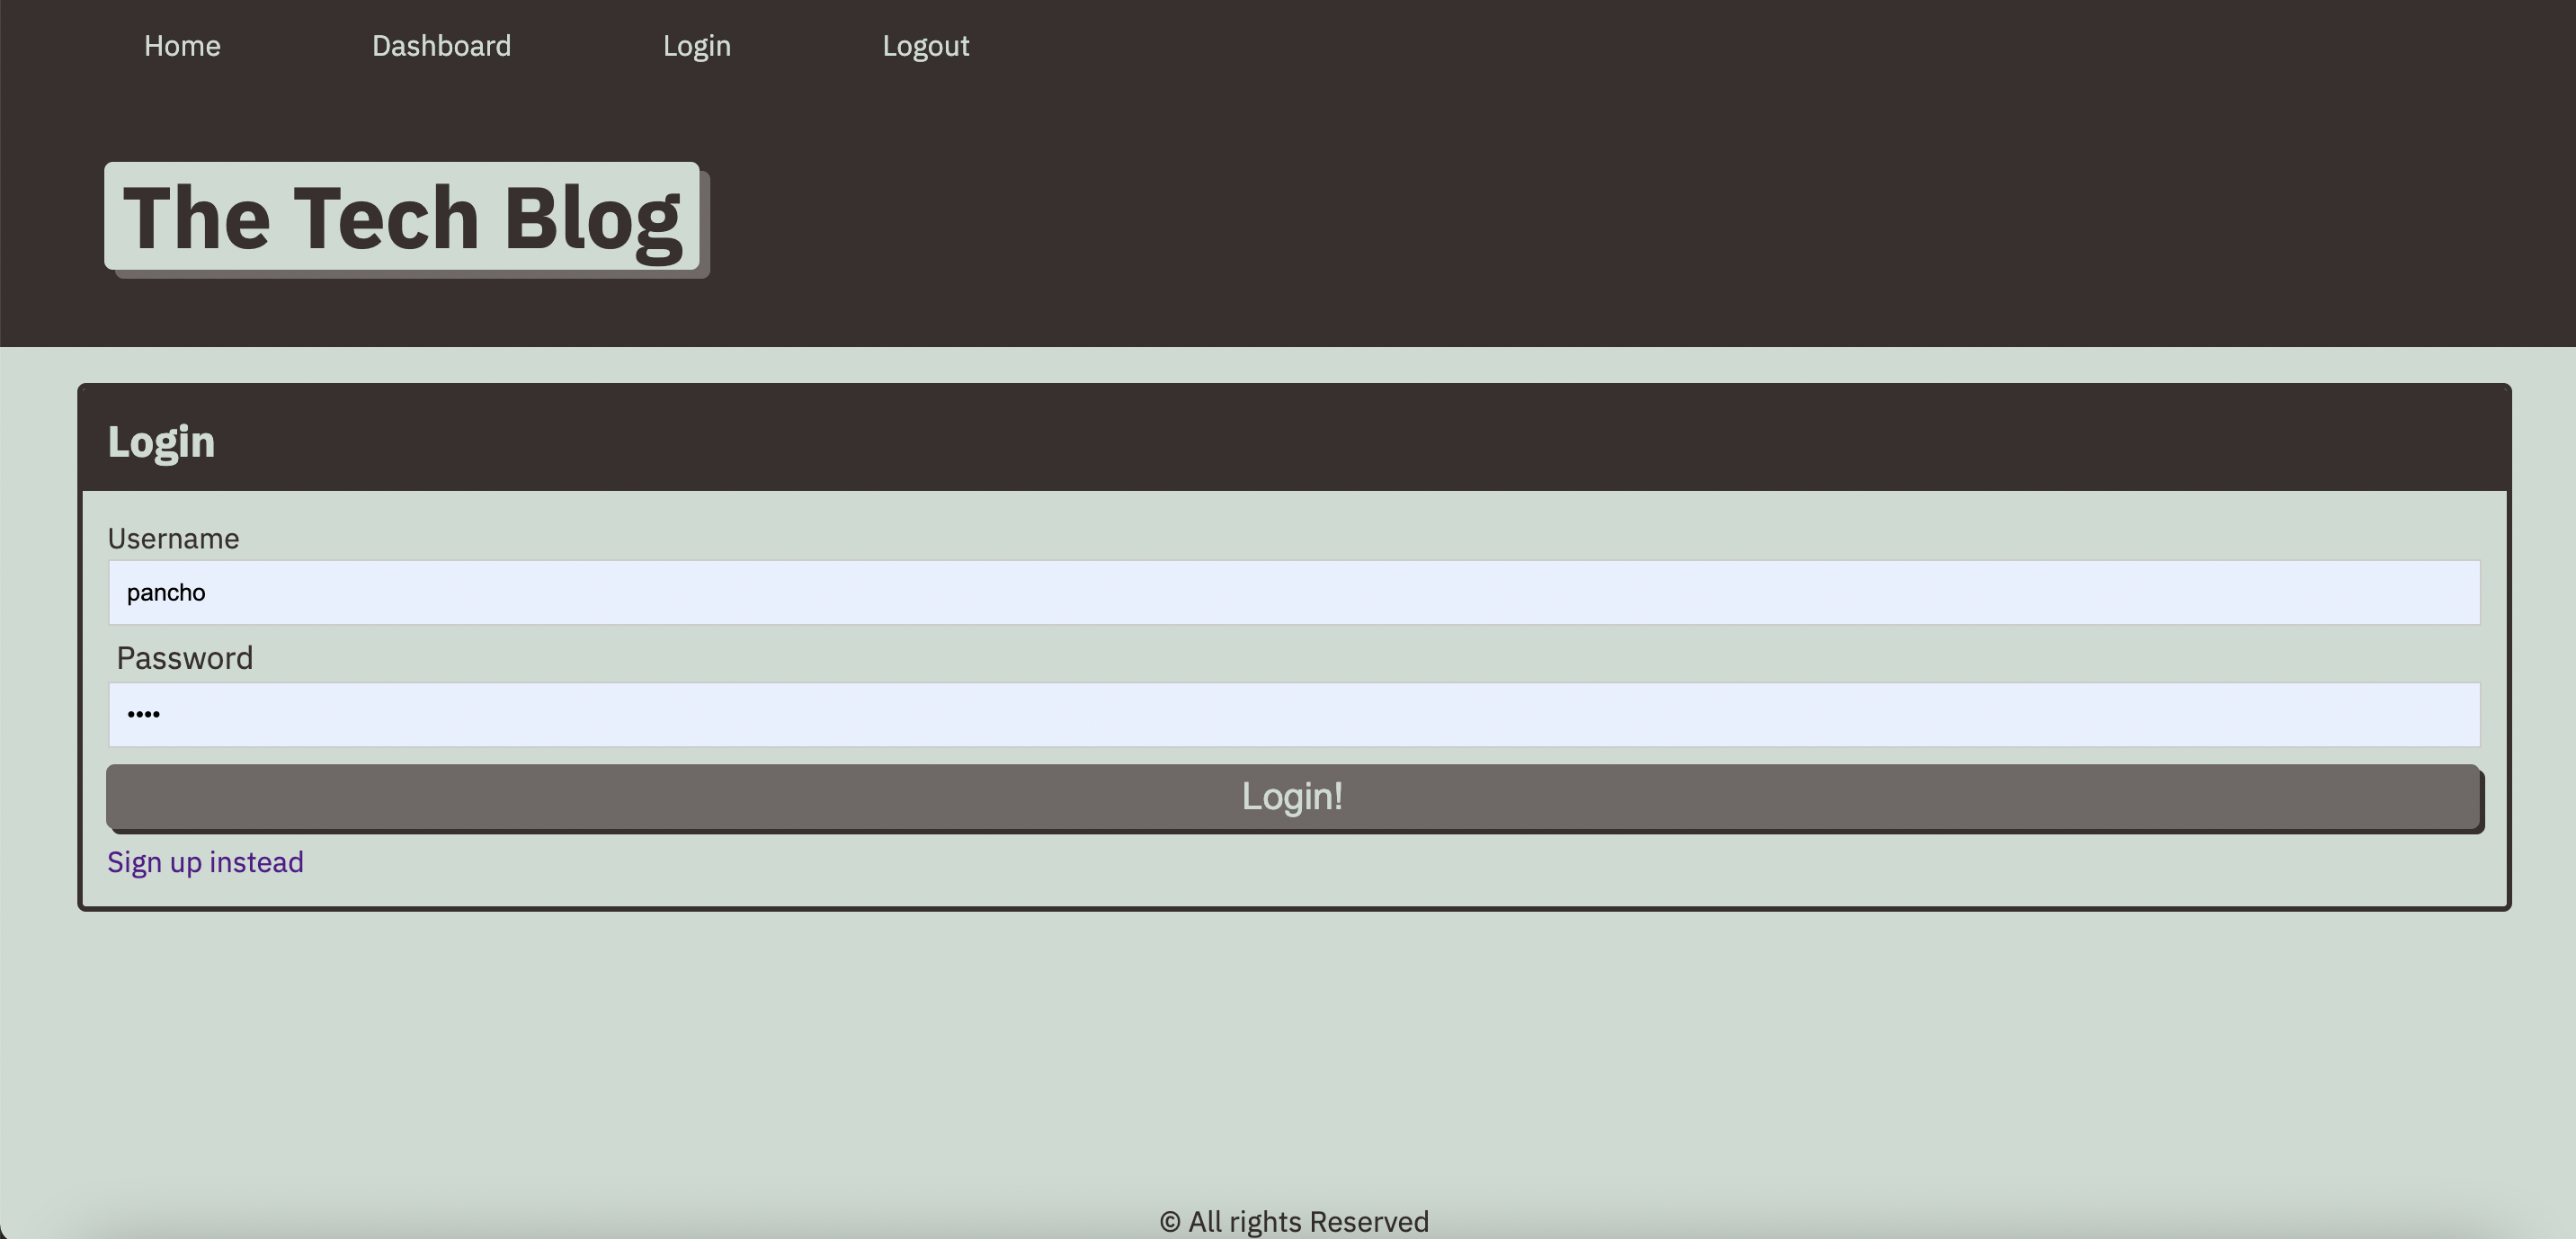 Home Dashboard Login Logout
The Tech Blog
Login
Username
pancho
Password
••••
Login!
Sign up instead
© All rights Reserved